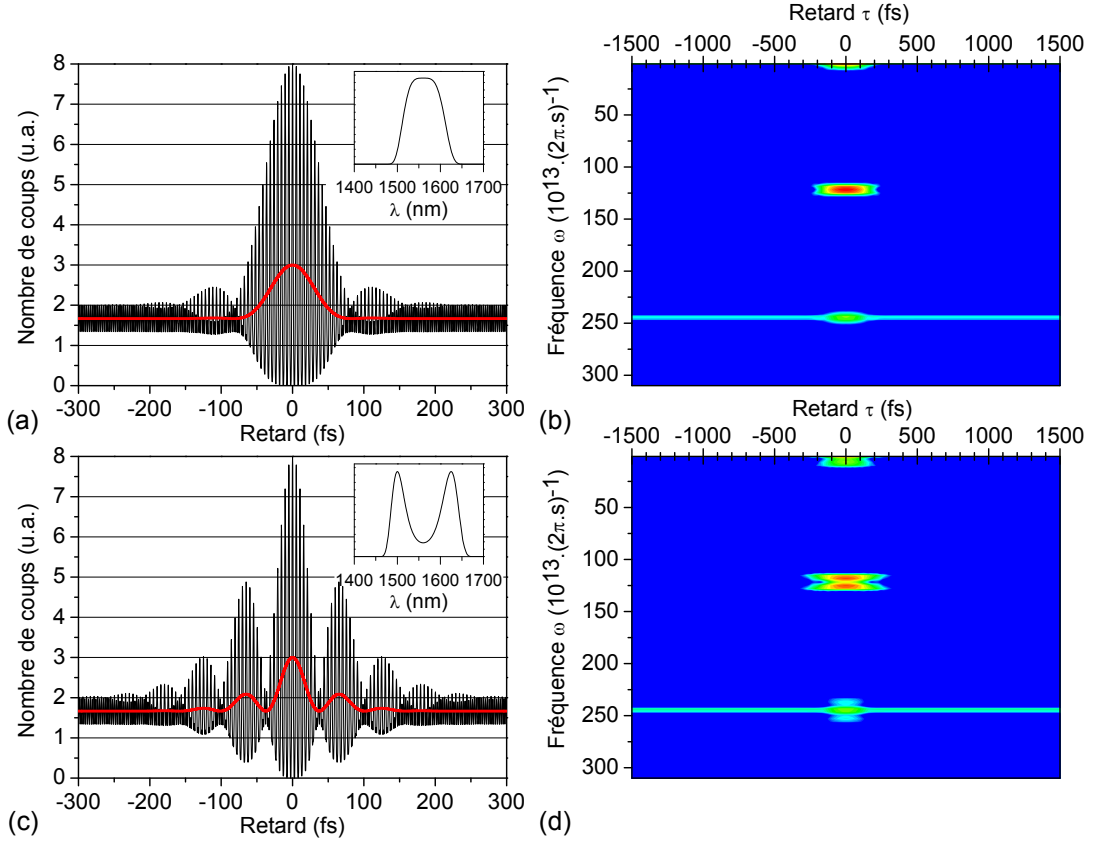 8
7
6
5
4
3
2
1
0
Nombre de coups (u.a.)
-300 -200 -100 0 100 200 300
Retard (fs)
1400 1500 1600 1700
λ (nm)
(a)
Retard τ (fs)
-1500 -1000 -500 0 500 1000 1500
50
100
150
200
250
300
Fréquence ω (10¹³.(2π.s)⁻¹)
(b)
8
7
6
5
4
3
2
1
0
Nombre de coups (u.a.)
-300 -200 -100 0 100 200 300
Retard (fs)
1400 1500 1600 1700
λ (nm)
(c)
Retard τ (fs)
-1500 -1000 -500 0 500 1000 1500
50
100
150
200
250
300
Fréquence ω (10¹³.(2π.s)⁻¹)
(d)